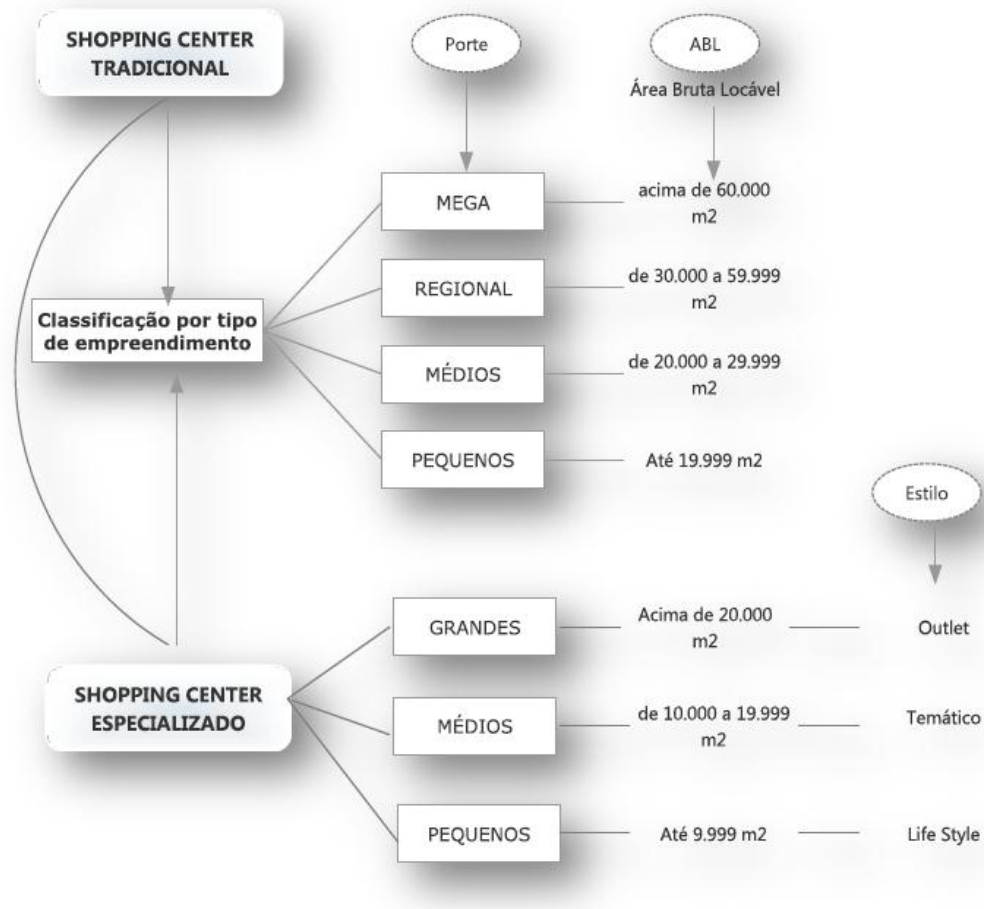 SHOPPING CENTER
TRADICIONAL
Porte
ABL
Área Bruta Locável
MEGA
acima de 60.000
m2
REGIONAL
de 30.000 a 59.999
m2
Classificação por tipo
de empreendimento
MÉDIOS
de 20.000 a 29.999
m2
PEQUENOS
Até 19.999 m2
Estilo
GRANDES
Acima de 20.000
m2
Outlet
SHOPPING CENTER
ESPECIALIZADO
MÉDIOS
de 10.000 a 19.999
m2
Temático
PEQUENOS
Até 9.999 m2
Life Style